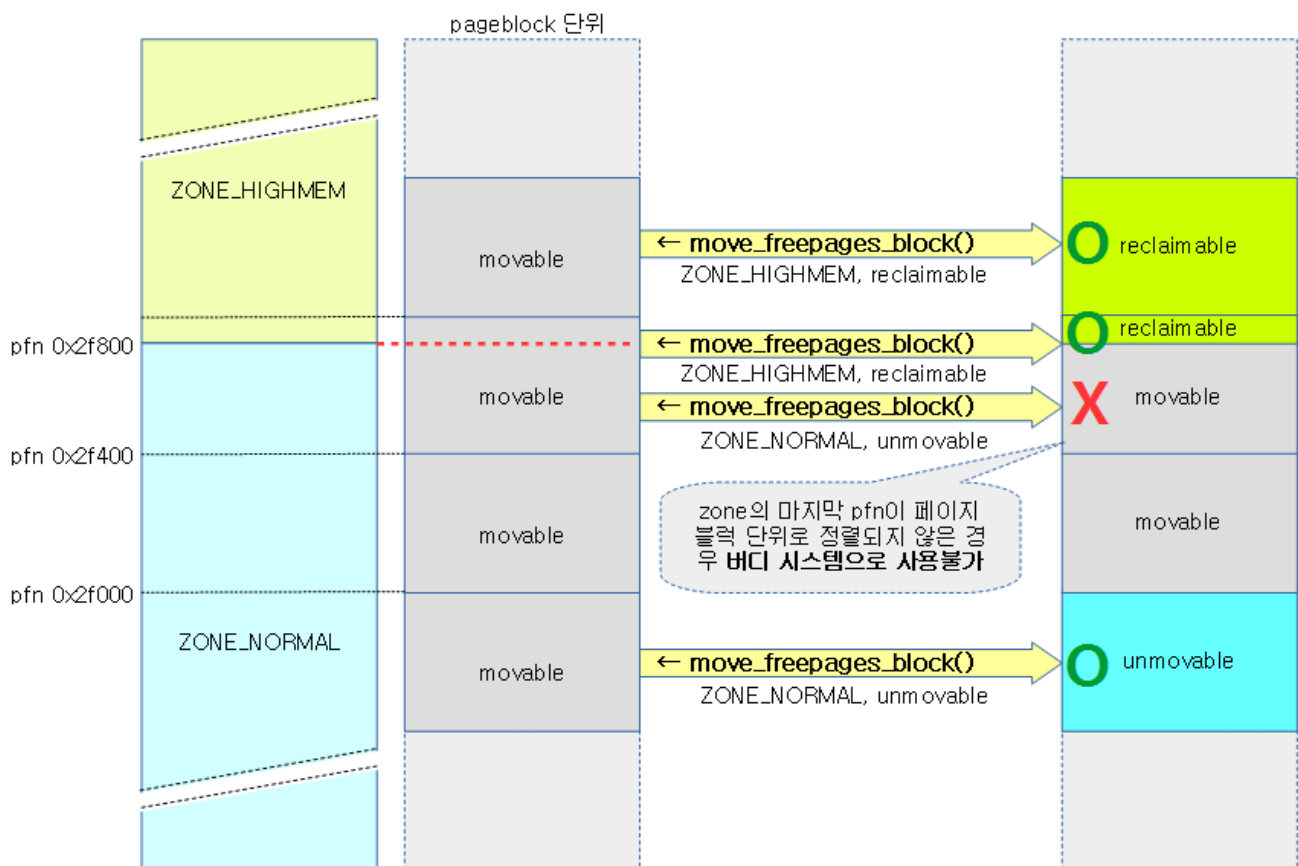 pageblock 단위
ZONE_HIGHMEM
movable
← move_freepages_block()
ZONE_HIGHMEM, reclaimable
O
reclaimable
pfn 0x2f800
movable
← move_freepages_block()
ZONE_HIGHMEM, reclaimable
← move_freepages_block()
ZONE_NORMAL, unmovable
O
reclaimable
X
movable
pfn 0x2f400
movable
zone의 마지막 pfn이 페이지
블럭 단위로 정렬되지 않은 경
우 버디 시스템으로 사용불가
movable
pfn 0x2f000
ZONE_NORMAL
movable
← move_freepages_block()
ZONE_NORMAL, unmovable
O
unmovable